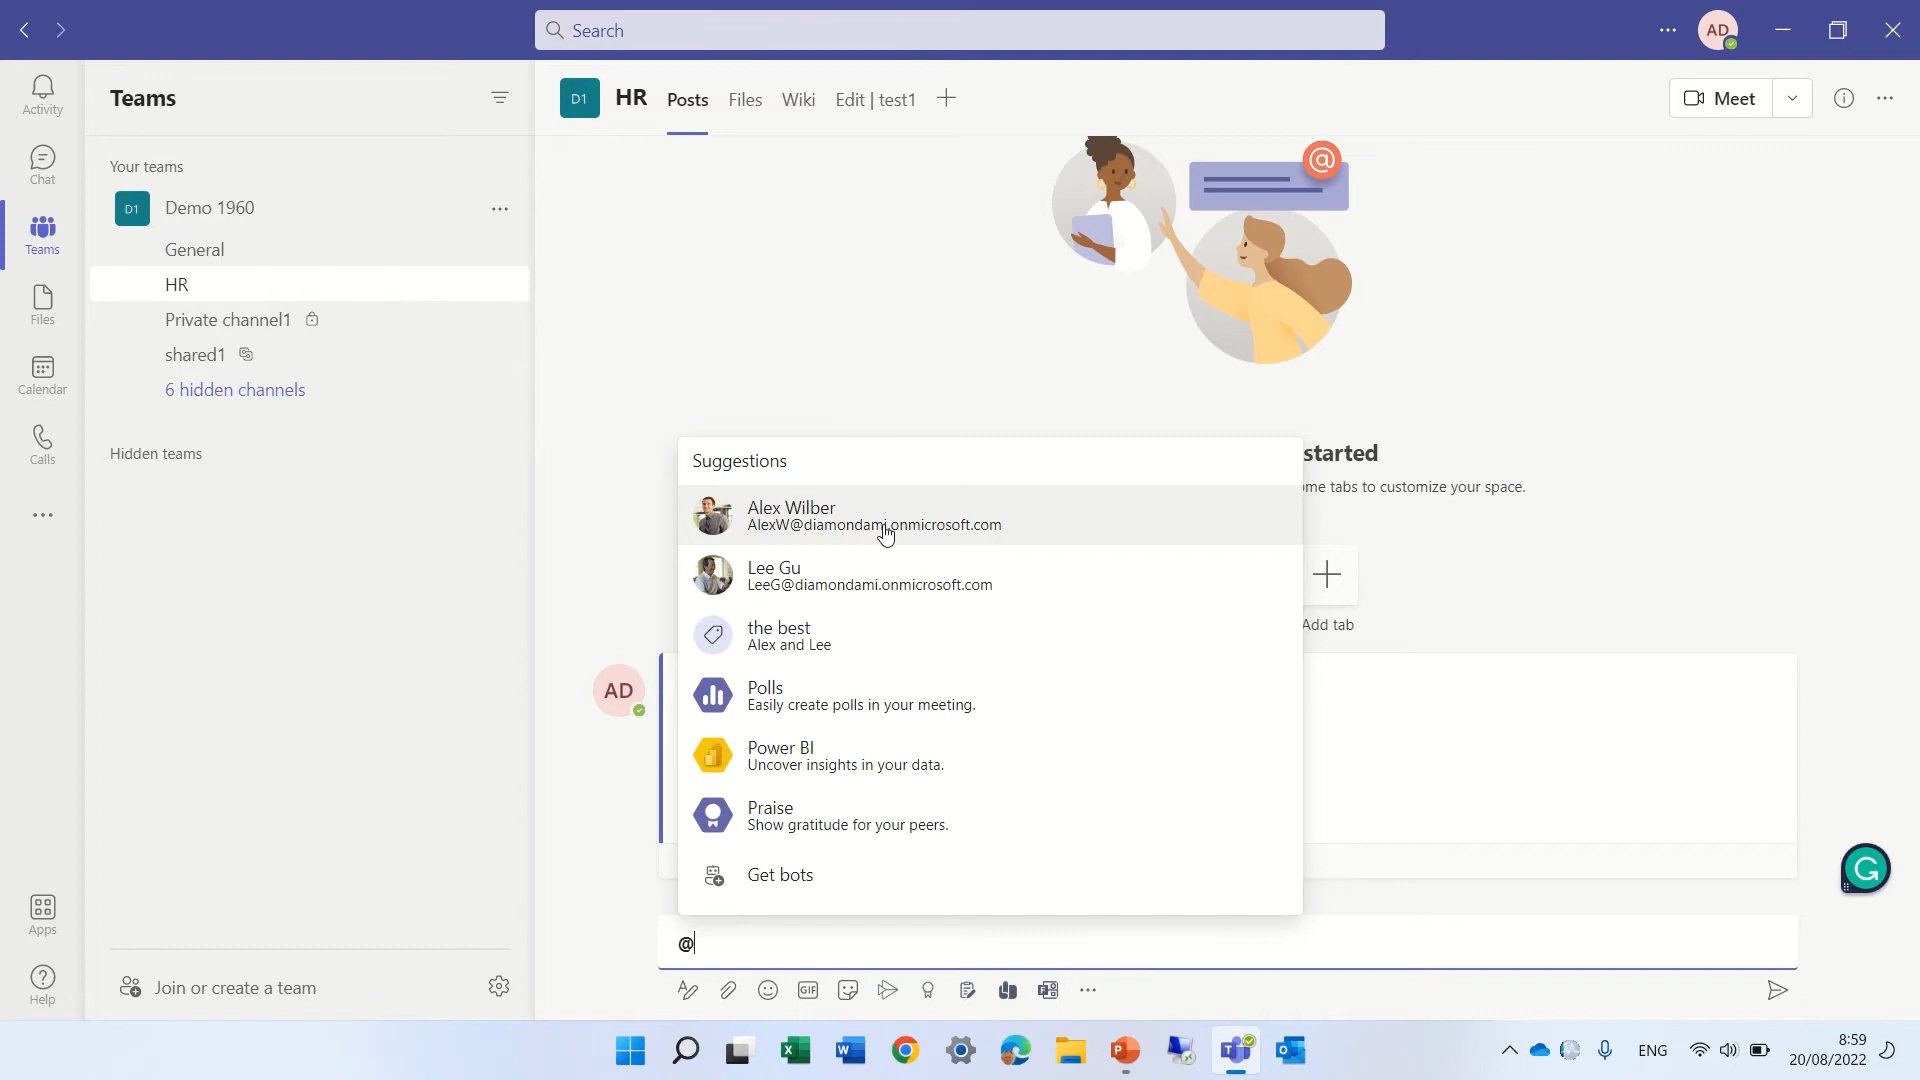 Search
AD
Activity
Chat
Teams
Files
Calendar
Calls
Apps
Help
Teams
Your teams
D1 Demo 1960
General
HR
Private channel1
shared1
6 hidden channels
Hidden teams
Join or create a team
D1 HR Posts Files Wiki Edit | test1
Meet
@
started
ome tabs to customize your space.
Add tab
AD
Suggestions
Alex Wilber
AlexW@diamondami.onmicrosoft.com
Lee Gu
LeeG@diamondami.onmicrosoft.com
the best
Alex and Lee
Polls
Easily create polls in your meeting.
Power BI
Uncover insights in your data.
Praise
Show gratitude for your peers.
Get bots
@
GIF
ENG
8:59
20/08/2022